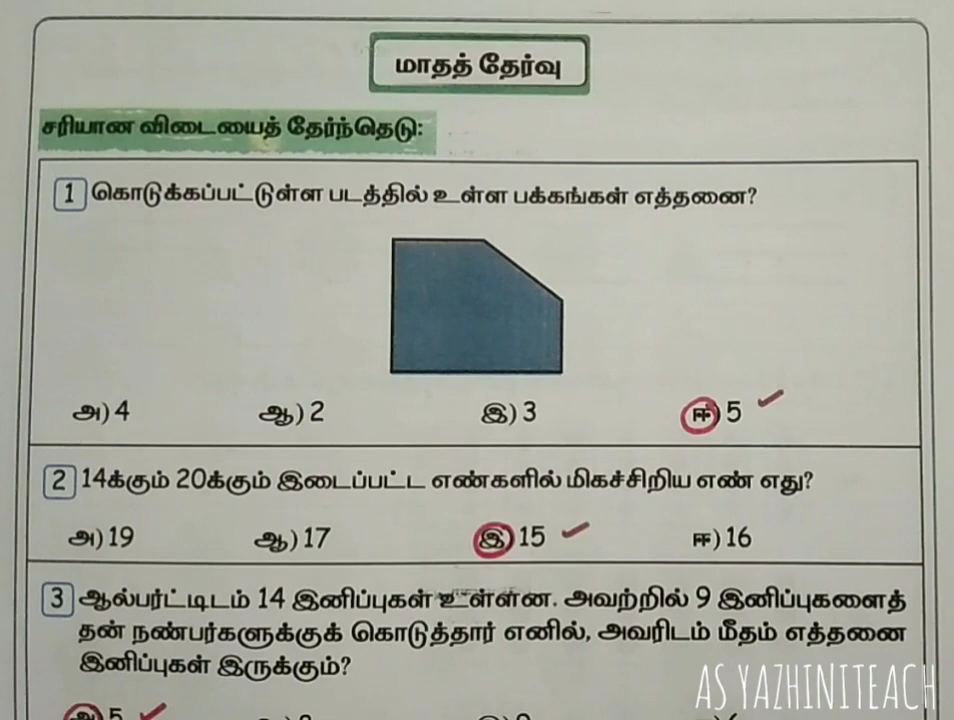 மாதத் தேர்வு
சரியான விடையைத் தேர்ந்தெடு:
1 கொடுக்கப்பட்டுள்ள படத்தில் உள்ள பக்கங்கள் எத்தனை?
அ) 4 ஆ) 2 இ) 3 ஈ) 5
2 14க்கும் 20க்கும் இடைப்பட்ட எண்களில் மிகச்சிறிய எண் எது?
அ) 19 ஆ) 17 இ) 15 ஈ) 16
3 ஆல்பர்ட்டிடம் 14 இனிப்புகள் உள்ளன. அவற்றில் 9 இனிப்புகளைத்
தன் நண்பர்களுக்குக் கொடுத்தார் எனில், அவரிடம் மீதம் எத்தனை
இனிப்புகள் இருக்கும்?
அ) 5
AS YAZHINITEACH